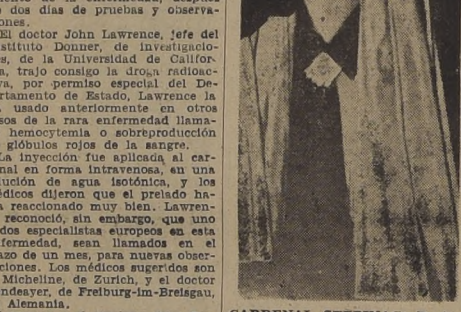 dos días de pruebas y observa-
ones.
El doctor John Lawrence, jefe del
stituto Donner, de investigacio-
s, de la Universidad de Califor-
a, trajo consigo la droga radioac-
va, por permiso especial del De-
rtamento de Estado, Lawrence la
usado anteriormente en otros
sos de la rara enfermedad llama-
hemocytemia o sobreproducción
glóbulos rojos de la sangre.
La inyección fue aplicada al car-
nal en forma intravenosa, en una
lución de agua isotónica, y los
édicos dijeron que el prelado ha-
a reaccionado muy bien. Lawren-
reconoció, sin embargo, que uno
dos especialistas europeos en esta
fermedad, sean llamados en el
azo de un mes, para nuevas obser-
ciones. Los médicos sugeridos son
Micheline, de Zurich, y el doctor
ndeayer, de Freiburg-im-Breisgau,
Alemania.
CARDENAL